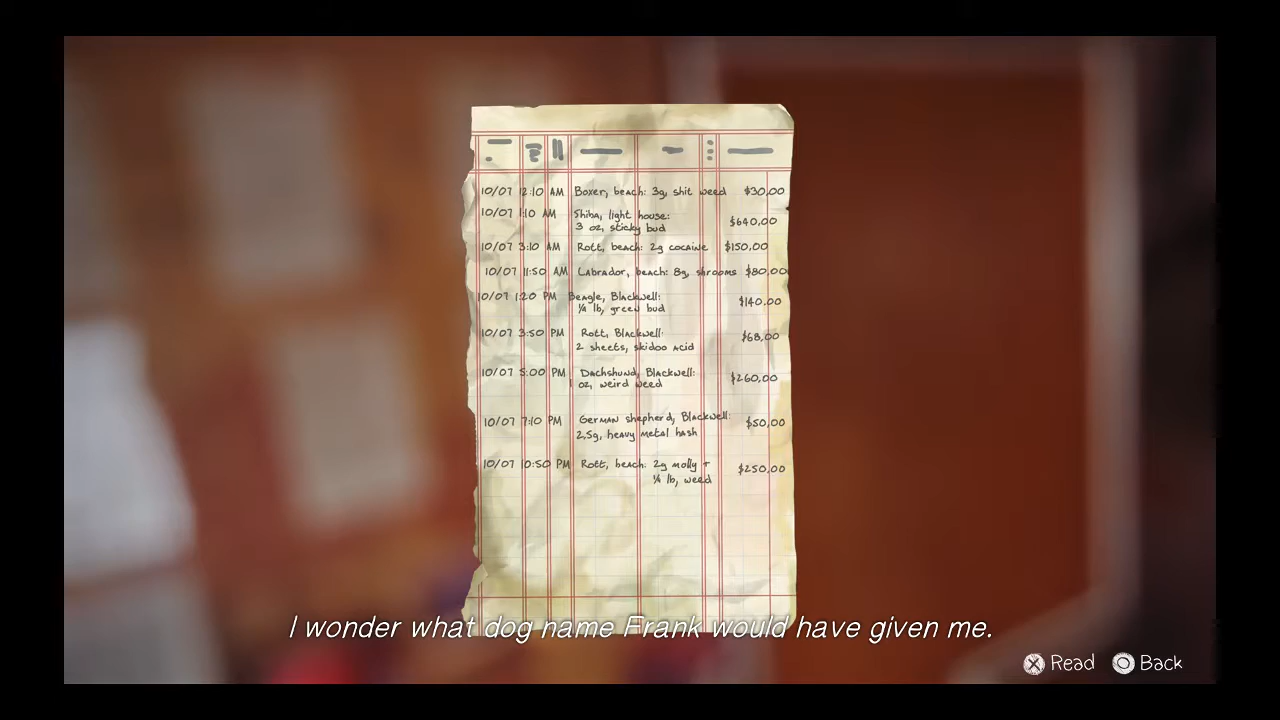 10/07 12:10 AM Boxer, beach: 3g, shit weed $30,00
10/07 1:10 AM Shiba, light house:
3 oz, sticky bud $640,00
10/07 3:10 AM Rott, beach: 2g cocaine $150,00
10/07 11:50 AM Labrador, beach: 8g, shrooms $80,00
10/07 1:20 PM Beagle, Blackwell:
1/4 lb, green bud $140,00
10/07 3:50 PM Rott, Blackwell:
2 sheets, skidoo acid $68,00
10/07 5:00 PM Dachshund, Blackwell:
1 oz, weird weed $260,00
10/07 7:10 PM German shepherd, Blackwell:
2,5g, heavy metal hash $50,00
10/07 10:50 PM Rott, beach: 2g molly + $250,00
1/4 lb, weed
I wonder what dog name Frank would have given me.
Read Back